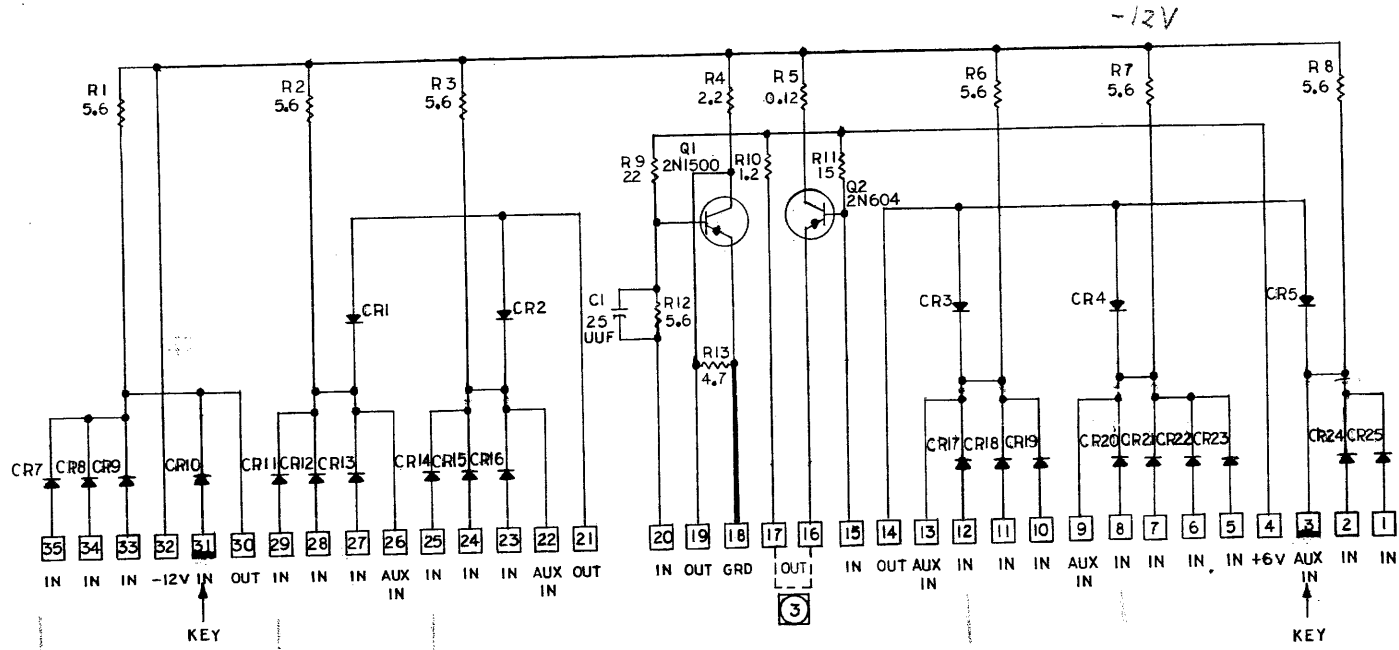 -12V
R1
5.6
R2
5.6
R3
5.6
R4
2.2
R5
0.12
R6
5.6
R7
5.6
R8
5.6
R9
22
Q1
2N1500
R10
1.2
R11
15
Q2
2N604
CR1
CR2
C1
25
UUF
R12
5.6
R13
4.7
CR3
CR4
CR5
CR7
CR8
CR9
CR10
CR11
CR12
CR13
CR14
CR15
CR16
CR17
CR18
CR19
CR20
CR21
CR22
CR23
CR24
CR25
35 34 33 32 31 30 29 28 27 26 25 24 23 22 21 20 19 18 17 16 15 14 13 12 11 10 9 8 7 6 5 4 3 2 1
IN IN IN -12V IN OUT IN IN IN AUX IN IN IN IN AUX IN OUT IN OUT GRD OUT IN OUT AUX IN IN IN IN AUX IN IN IN IN IN +6V AUX IN IN IN
3
KEY
KEY